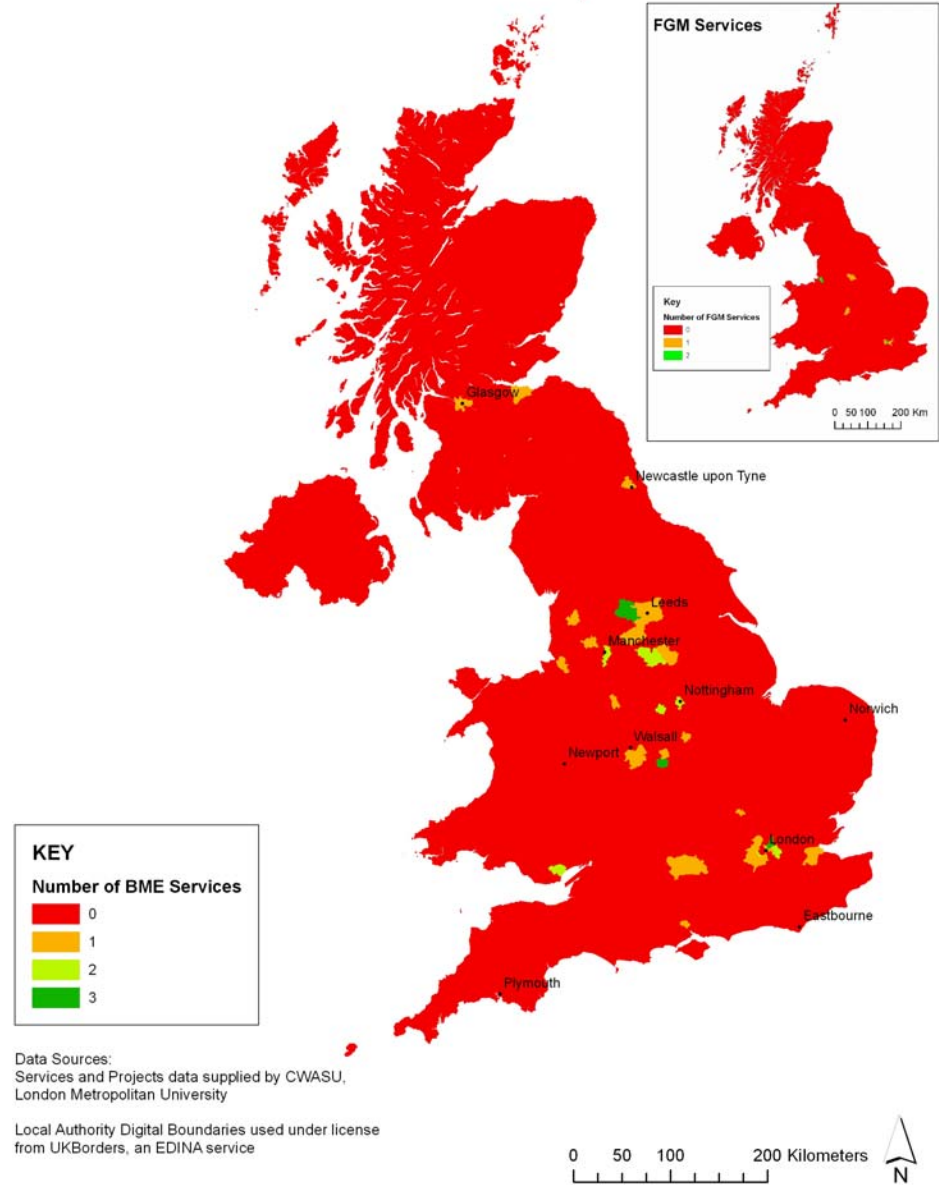 FGM Services
Key
Number of FGM Services
0
1
2
0 50 100 200 Km
Glasgow
Newcastle upon Tyne
Leeds
Manchester
Nottingham
Norwich
Walsall
Newport
London
Eastbourne
Plymouth
KEY
Number of BME Services
0
1
2
3
Data Sources:
Services and Projects data supplied by CWASU,
London Metropolitan University
Local Authority Digital Boundaries used under license
from UKBorders, an EDINA service
0 50 100 200 Kilometers
N